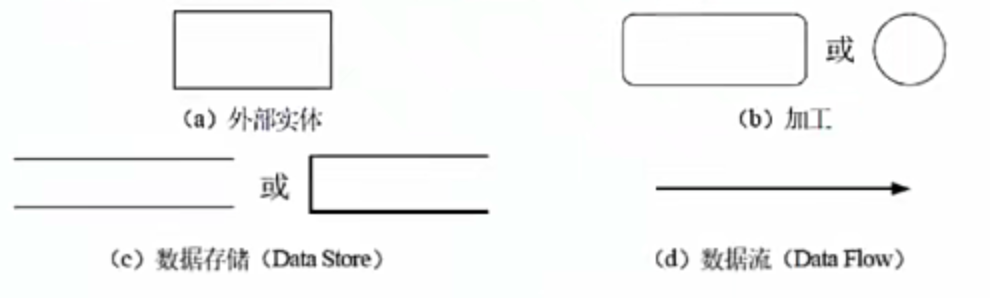 或
(a) 外部实体
(b) 加工
或
(c) 数据存储 (Data Store)
(d) 数据流 (Data Flow)